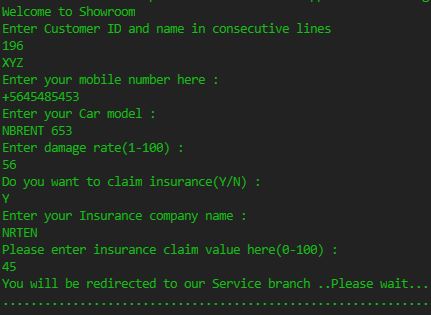 Welcome to Showroom
Enter Customer ID and name in consecutive lines
196
XYZ
Enter your mobile number here :
+5645485453
Enter your Car model :
NBRENT 653
Enter damage rate(1-100) :
56
Do you want to claim insurance(Y/N) :
Y
Enter your Insurance company name :
NRTEN
Please enter insurance claim value here(0-100) :
45
You will be redirected to our Service branch ..Please wait...
.............................................................